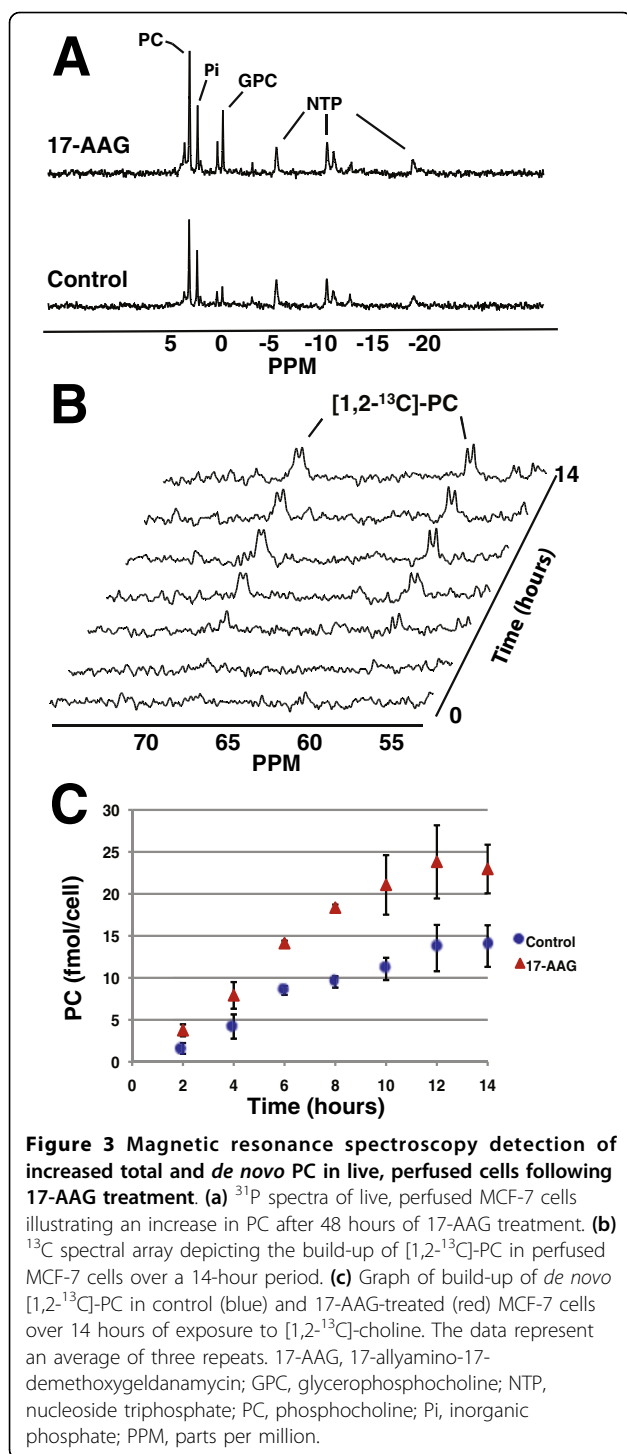 A
PC
Pi
GPC
NTP
17-AAG
Control
5 0 -5 -10 -15 -20
PPM
B
[1,2-¹³C]-PC
14
Time (hours)
0
70 65 60 55
PPM
C
30
25
20
15
10
5
0
PC (fmol/cell)
Control
17-AAG
0 2 4 6 8 10 12 14
Time (hours)
Figure 3 Magnetic resonance spectroscopy detection of
increased total and de novo PC in live, perfused cells following
17-AAG treatment. (a) ³¹P spectra of live, perfused MCF-7 cells
illustrating an increase in PC after 48 hours of 17-AAG treatment. (b)
¹³C spectral array depicting the build-up of [1,2-¹³C]-PC in perfused
MCF-7 cells over a 14-hour period. (c) Graph of build-up of de novo
[1,2-¹³C]-PC in control (blue) and 17-AAG-treated (red) MCF-7 cells
over 14 hours of exposure to [1,2-¹³C]-choline. The data represent
an average of three repeats. 17-AAG, 17-allyamino-17-
demethoxygeldanamycin; GPC, glycerophosphocholine; NTP,
nucleoside triphosphate; PC, phosphocholine; Pi, inorganic
phosphate; PPM, parts per million.